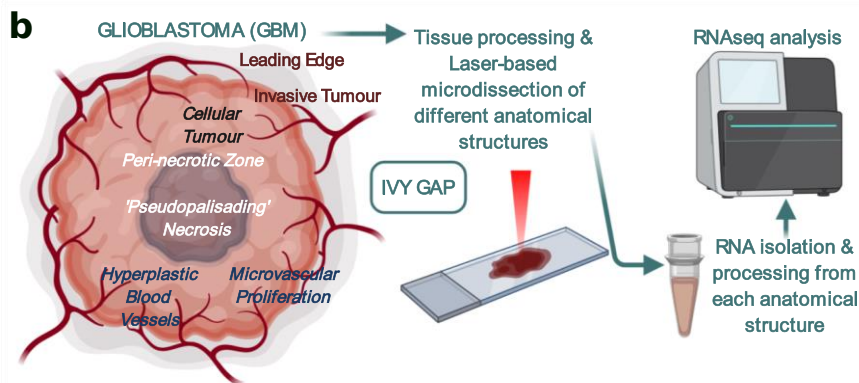 b
GLIOBLASTOMA (GBM)
Leading Edge
Invasive Tumour
Cellular
Tumour
Peri-necrotic Zone
'Pseudopalisading'
Necrosis
Hyperplastic
Blood
Vessels
Microvascular
Proliferation
Tissue processing &
Laser-based
microdissection of
different anatomical
structures
IVY GAP
RNAseq analysis
RNA isolation &
processing from
each anatomical
structure